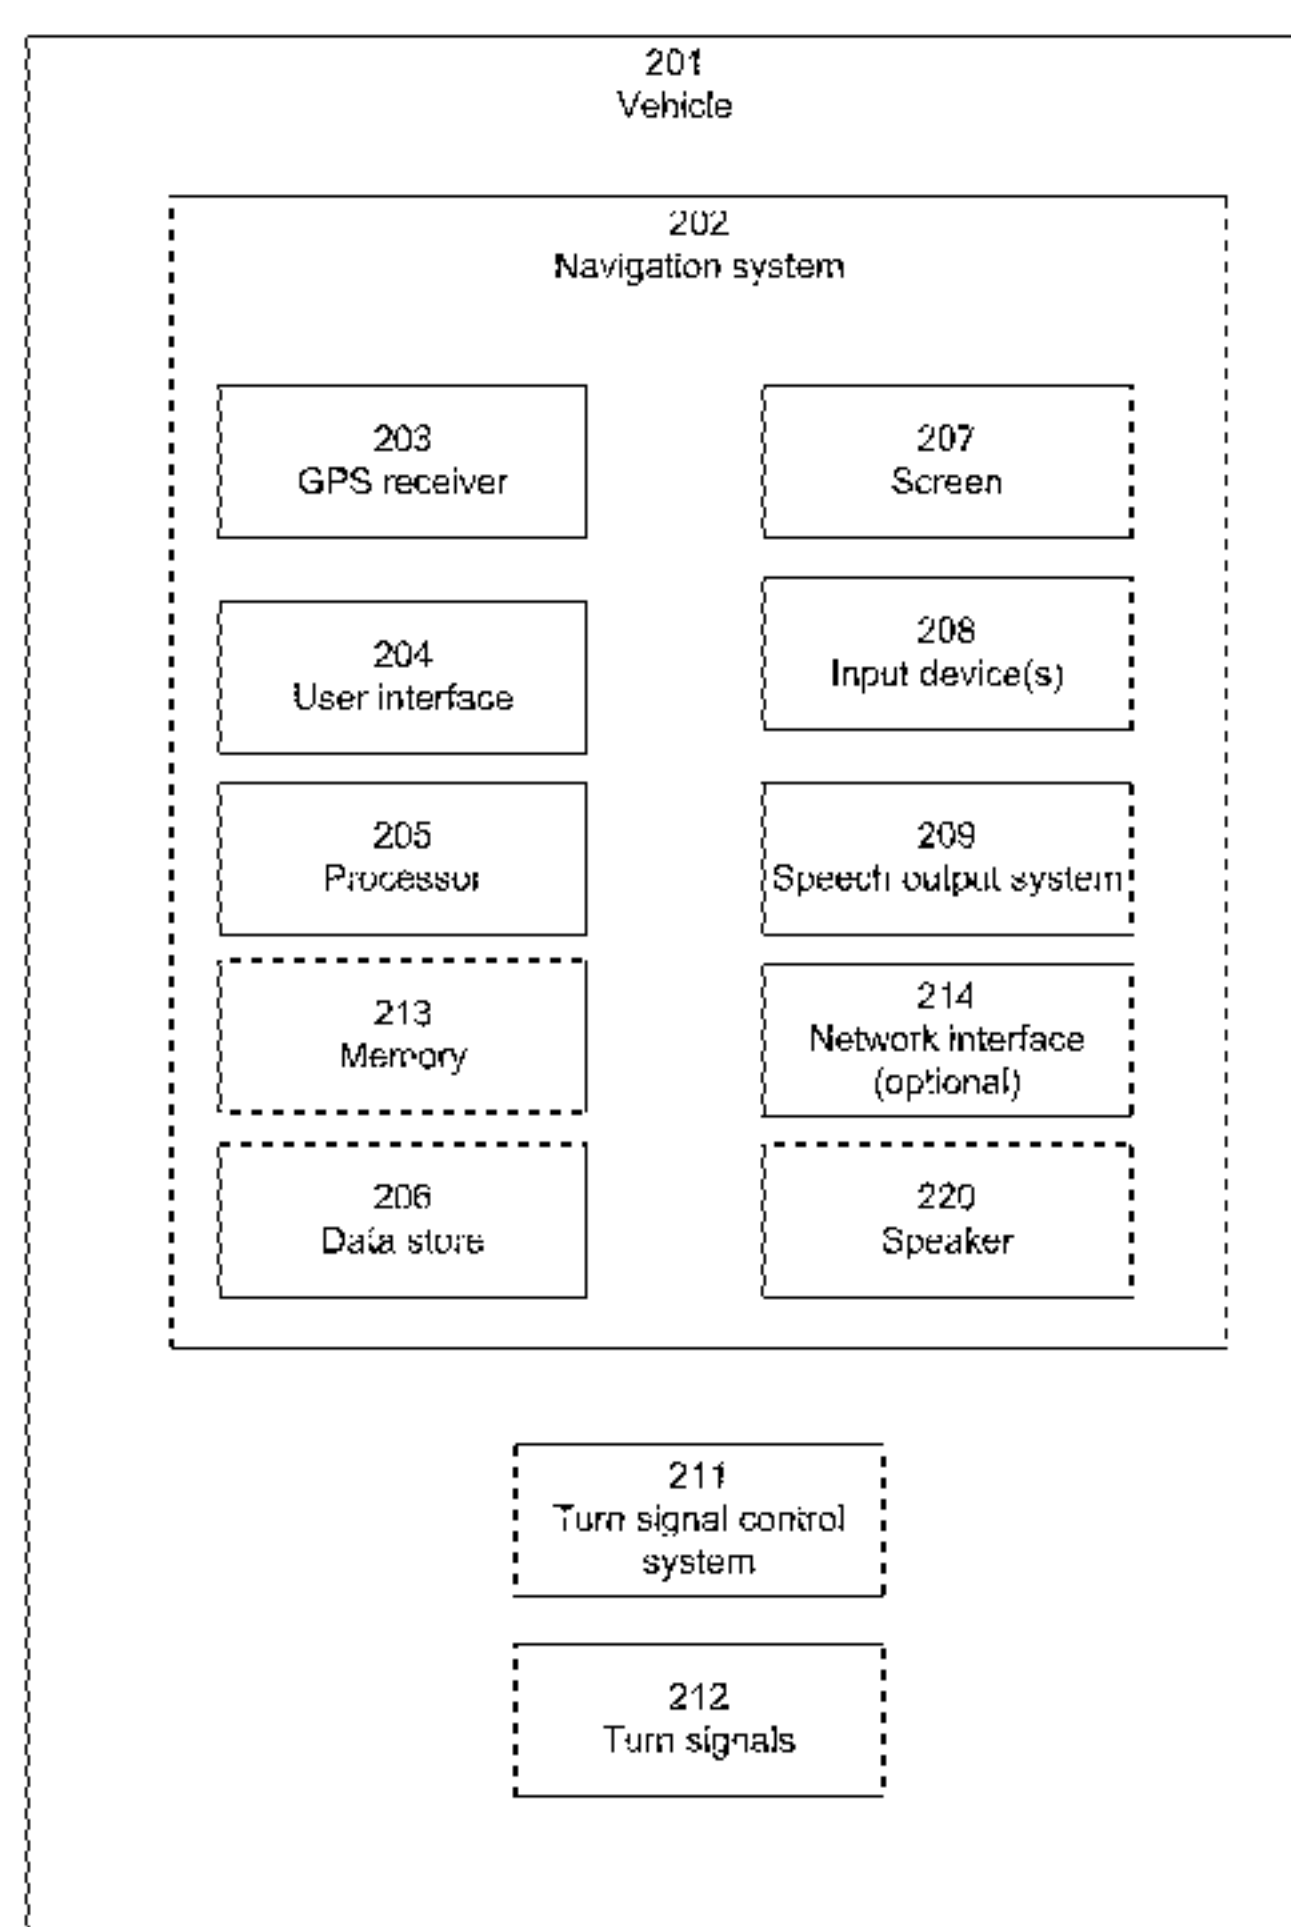 201
Vehicle
202
Navigation system
203
GPS receiver
207
Screen
204
User interface
208
Input device(s)
205
Processor
209
Speech output system
213
Memory
214
Network interface
(optional)
206
Data store
220
Speaker
211
Turn signal control
system
212
Turn signals